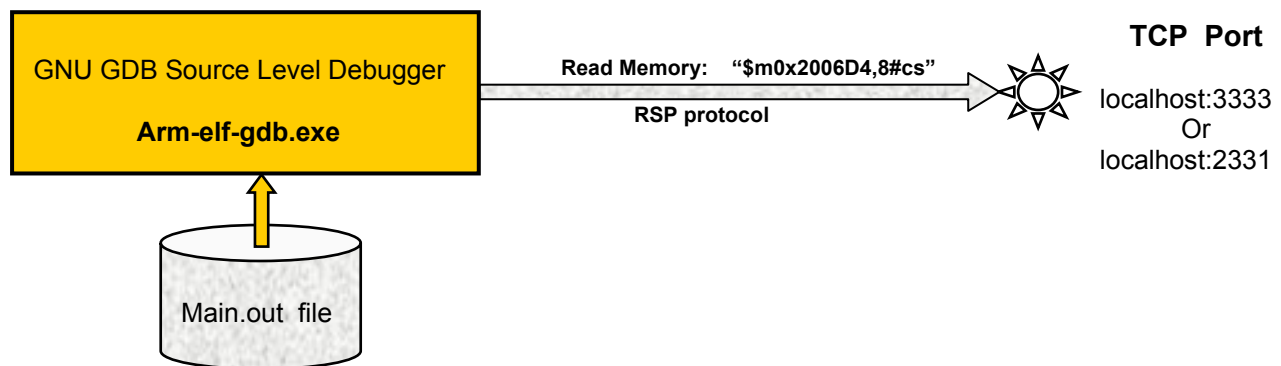 GNU GDB Source Level Debugger
Arm-elf-gdb.exe
Main.out file
Read Memory: “$m0x2006D4,8#cs”
RSP protocol
TCP Port
localhost:3333
Or
localhost:2331